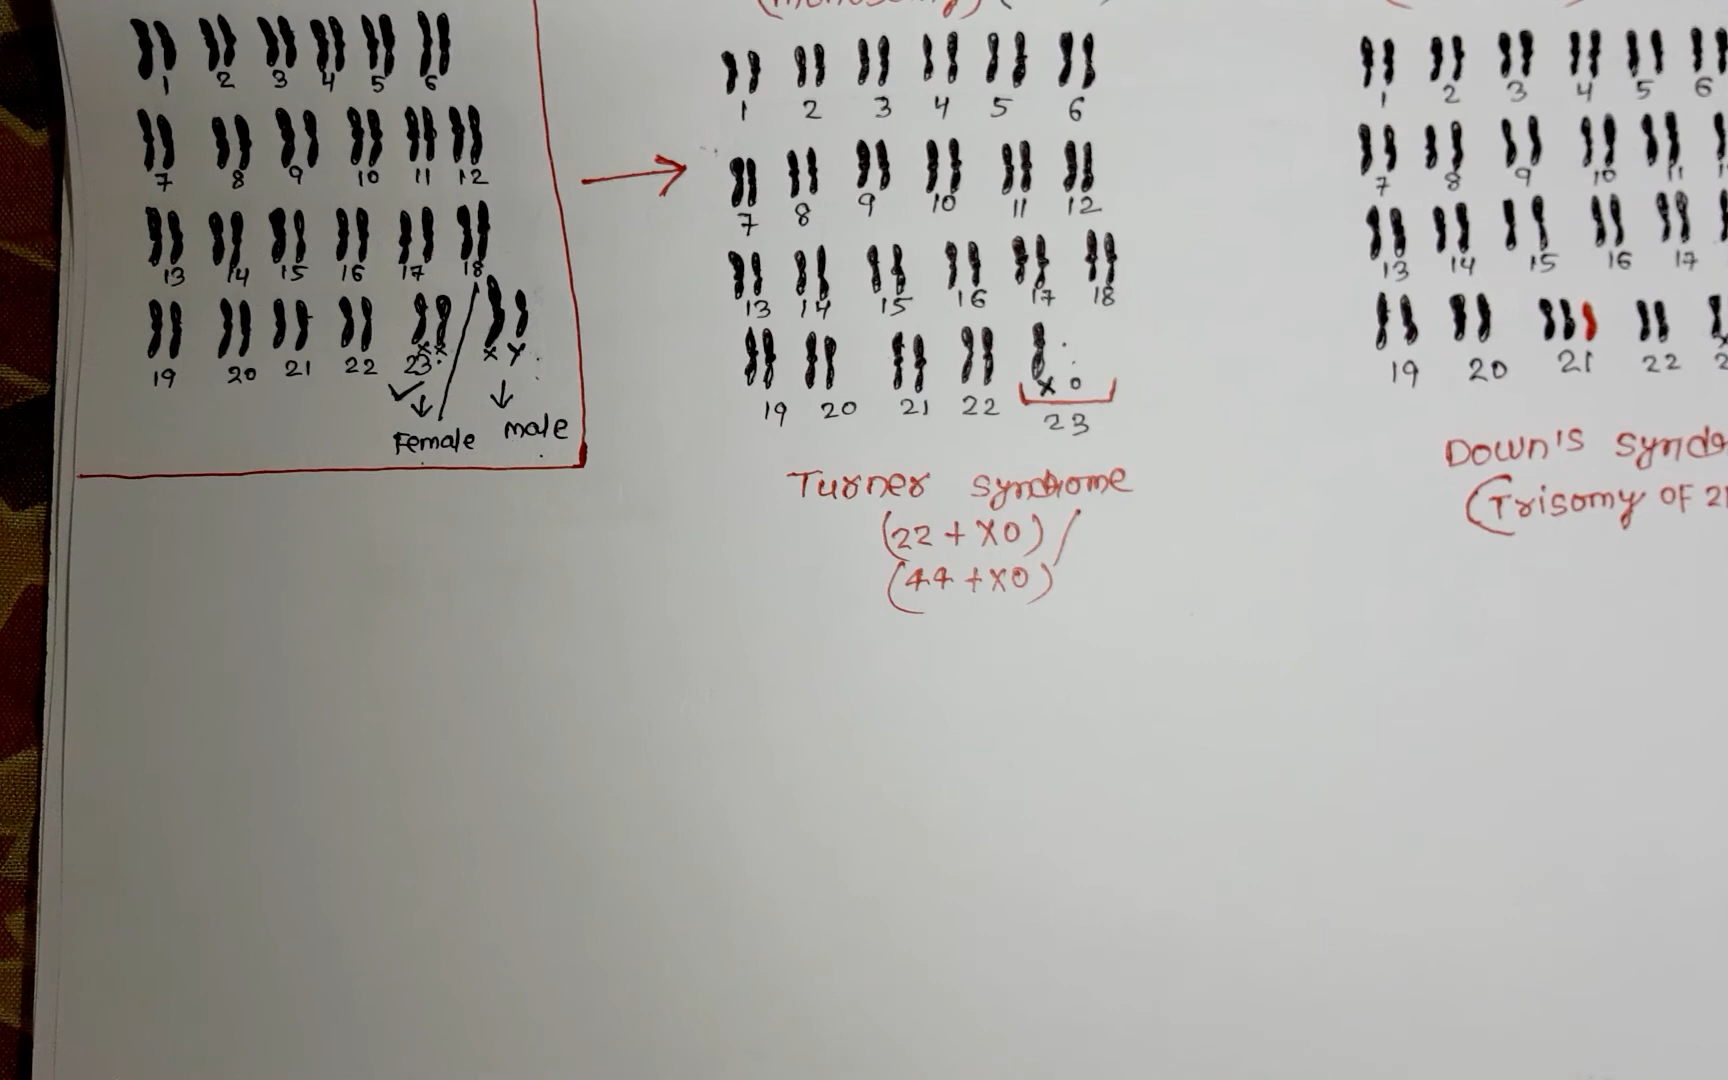 1 2 3 4 5 6
7 8 9 10 11 12
13 14 15 16 17 18
19 20 21 22 23 x x x y
Female male
1 2 3 4 5 6
7 8 9 10 11 12
13 14 15 16 17 18
x o
19 20 21 22 23
Turner syndrome
(22 + XO) /
(44 + XO)
1 2 3 4 5 6
7 8 9 10 11
13 14 15 16 17
19 20 21 22
Down's
(Trisomy OF 21